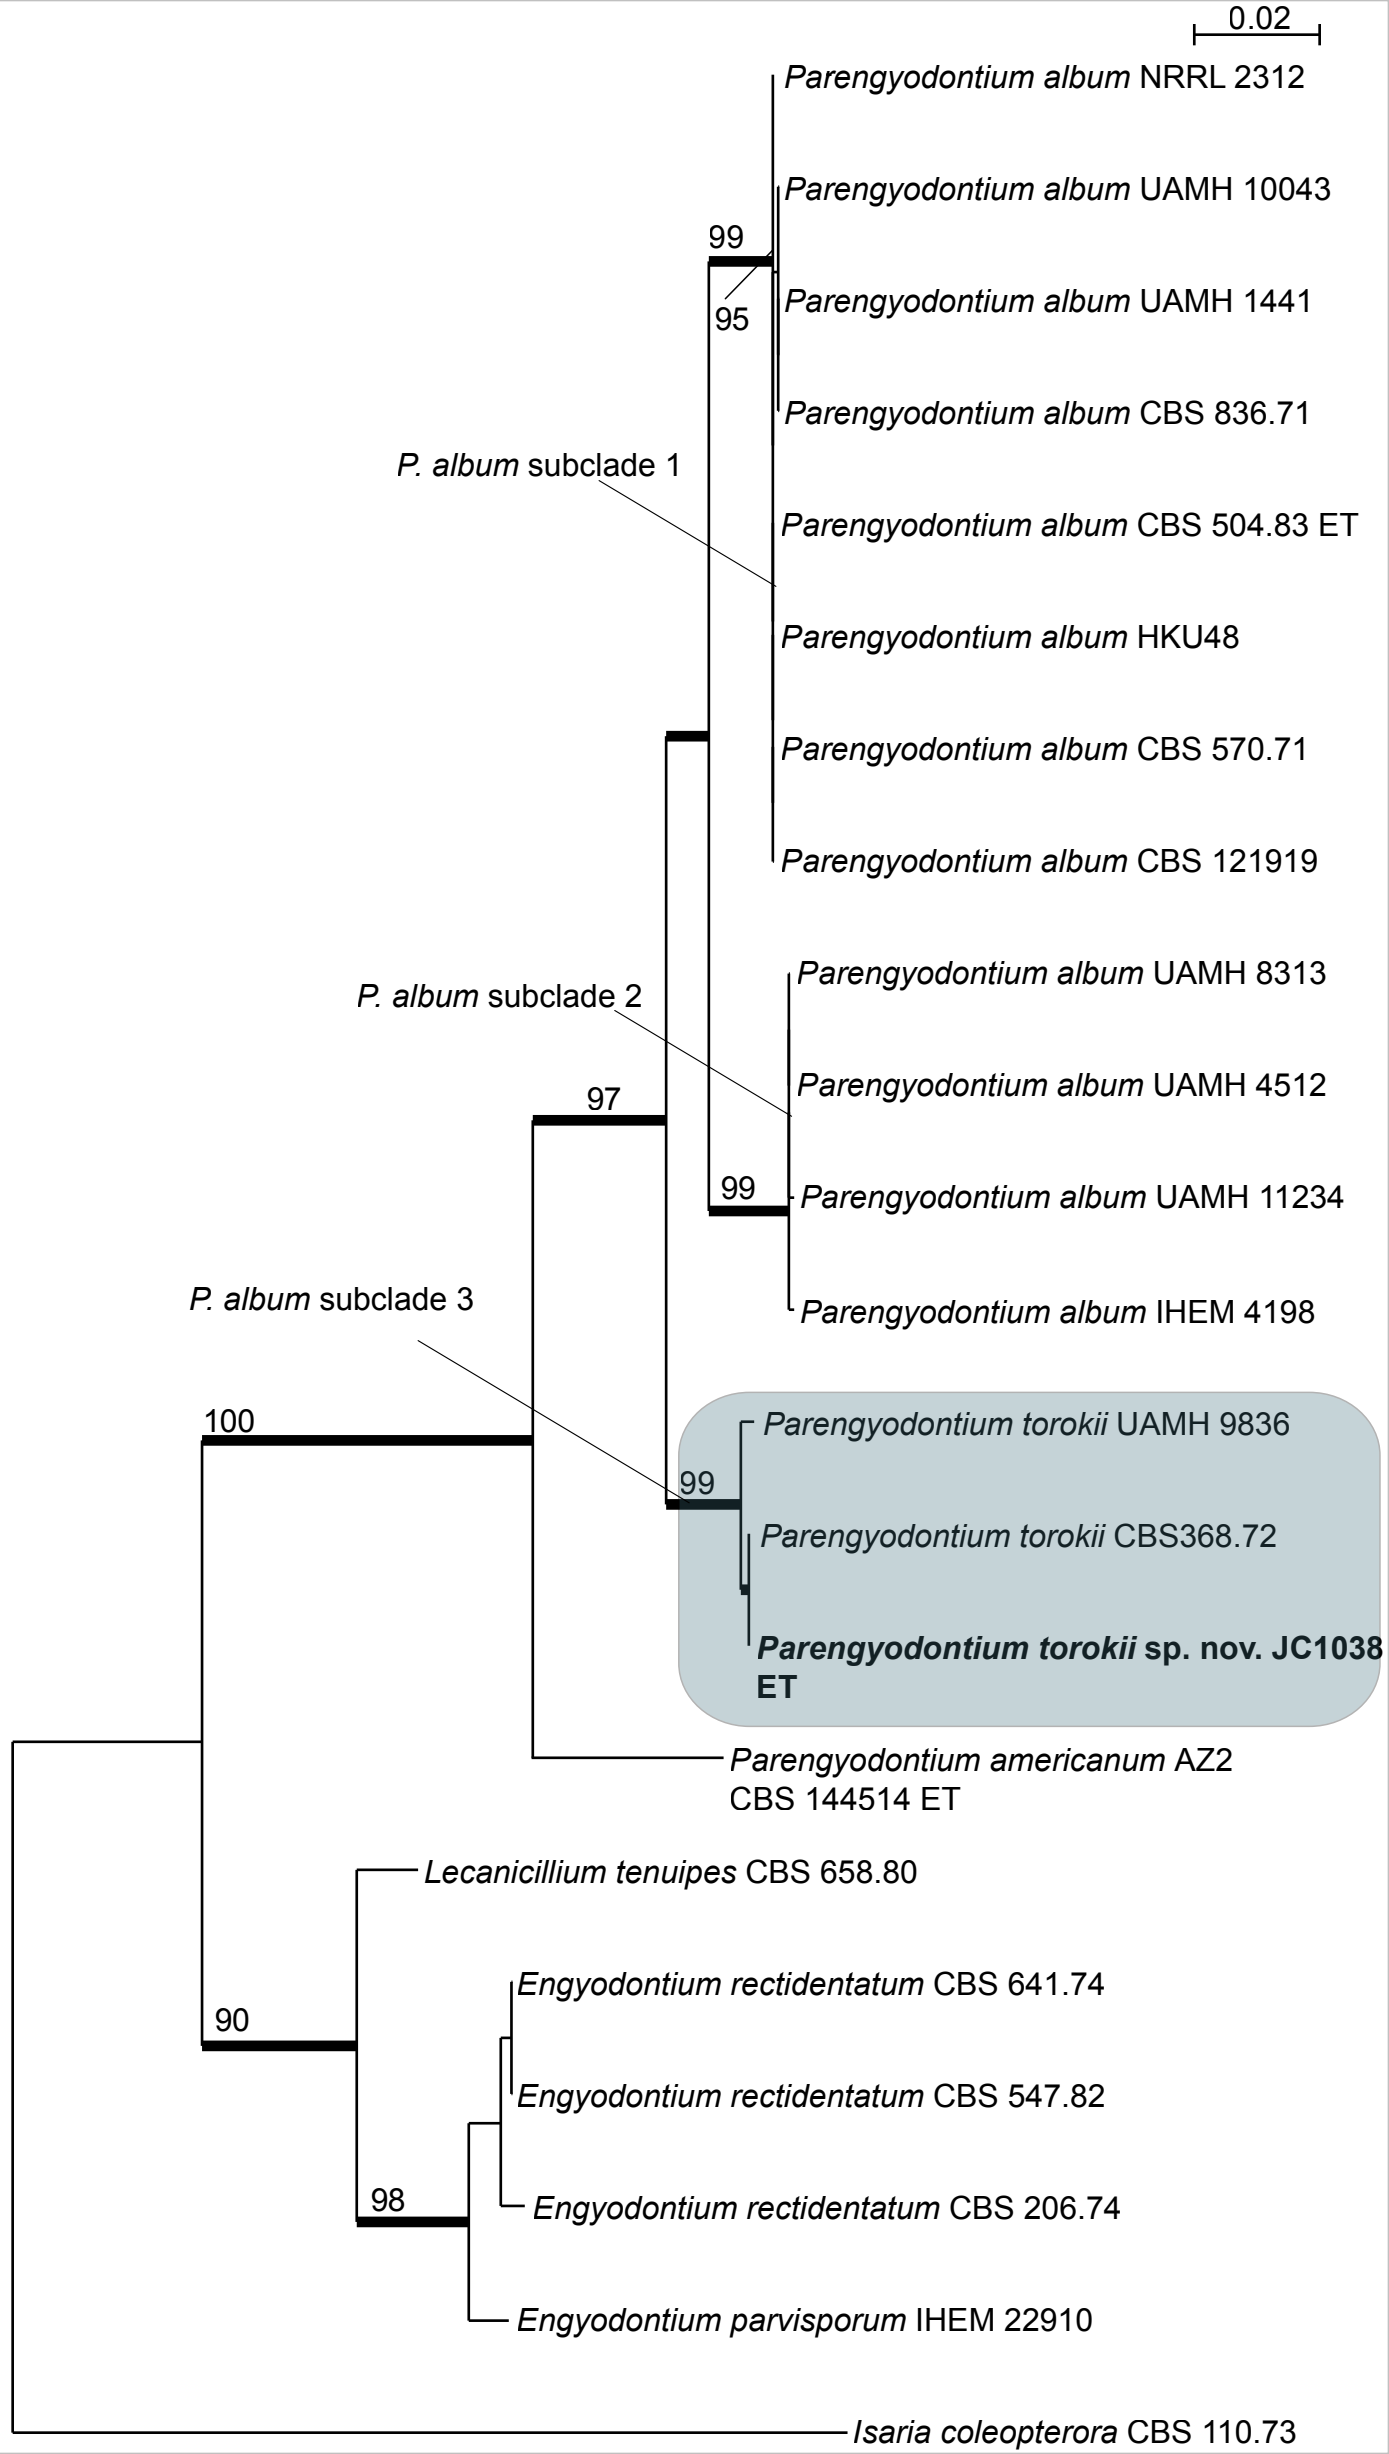 0.02
Parengyodontium album NRRL 2312
Parengyodontium album UAMH 10043
99
Parengyodontium album UAMH 1441
95
Parengyodontium album CBS 836.71
P. album subclade 1
Parengyodontium album CBS 504.83 ET
Parengyodontium album HKU48
Parengyodontium album CBS 570.71
Parengyodontium album CBS 121919
Parengyodontium album UAMH 8313
P. album subclade 2
Parengyodontium album UAMH 4512
97
99
Parengyodontium album UAMH 11234
P. album subclade 3
Parengyodontium album IHEM 4198
100
Parengyodontium torokii UAMH 9836
99
Parengyodontium torokii CBS368.72
Parengyodontium torokii sp. nov. JC1038
ET
Parengyodontium americanum AZ2
CBS 144514 ET
Lecanicillium tenuipes CBS 658.80
Engyodontium rectidentatum CBS 641.74
90
Engyodontium rectidentatum CBS 547.82
98
Engyodontium rectidentatum CBS 206.74
Engyodontium parvisporum IHEM 22910
Isaria coleopterora CBS 110.73